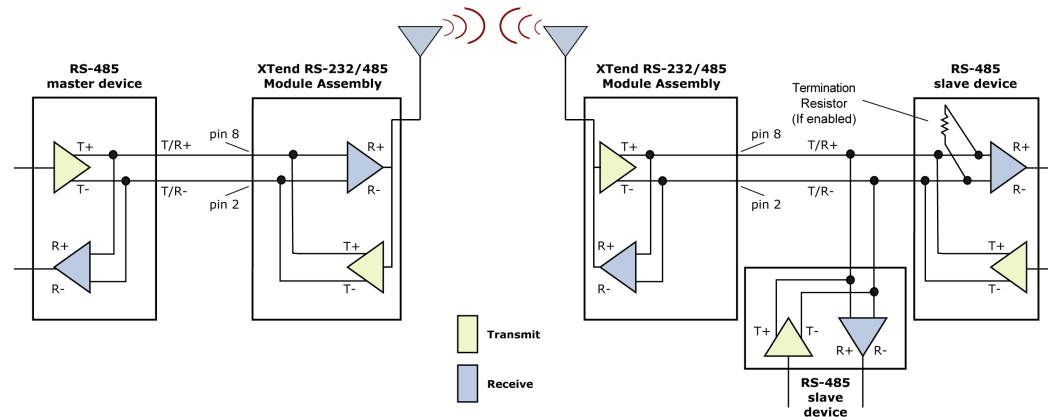 RS-485
master device
XTend RS-232/485
Module Assembly
XTend RS-232/485
Module Assembly
RS-485
slave device
Termination
Resistor
(If enabled)
T+
T-
R+
R-
T/R+
T/R-
pin 8
pin 2
R+
R-
T+
T-
T+
T-
R+
R-
pin 8
pin 2
T/R+
T/R-
R+
R-
T+
T-
T+
T-
R+
R-
RS-485
slave
device
Transmit
Receive